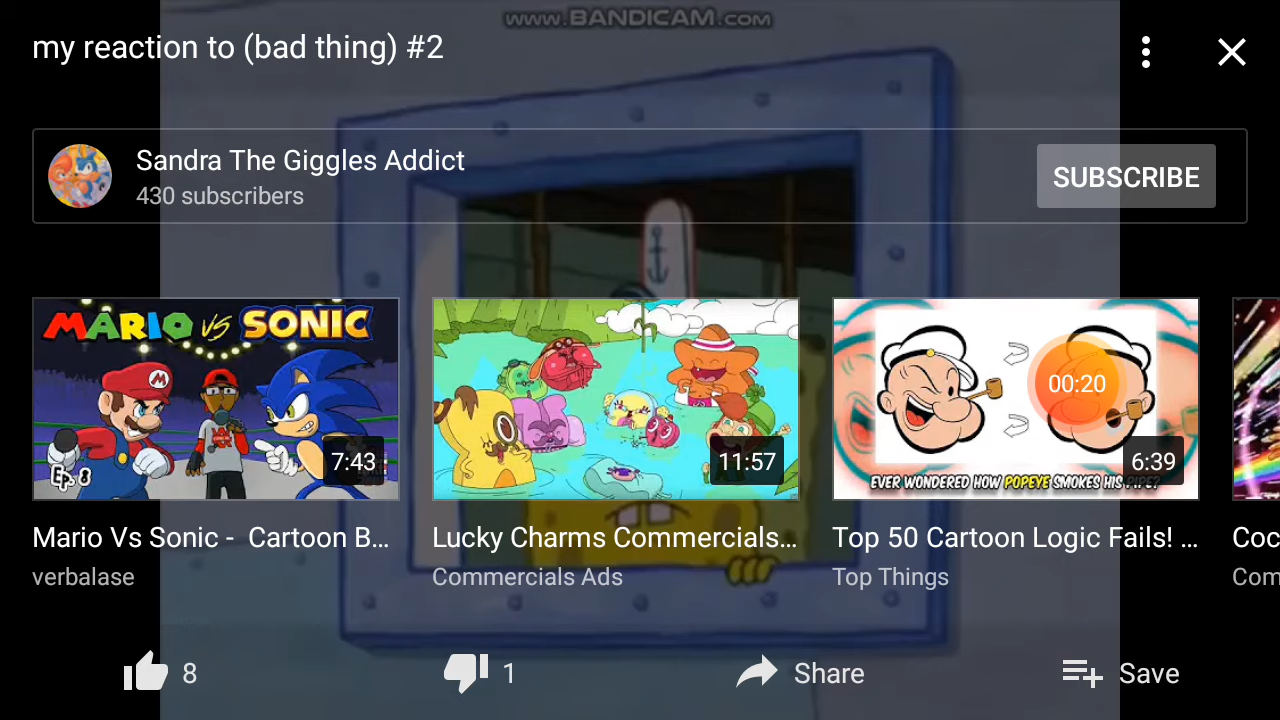 www.BANDICAM.com
my reaction to (bad thing) #2
Sandra The Giggles Addict
430 subscribers
SUBSCRIBE
MARIO VS SONIC
Ep. 8
7:43
11:57
00:20
6:39
EVER WONDERED HOW POPEYE SMOKES HIS PIPE?
Mario Vs Sonic - Cartoon B...
verbalase
Lucky Charms Commercials...
Commercials Ads
Top 50 Cartoon Logic Fails! ...
Top Things
Coc
Com
8
1
Share
Save